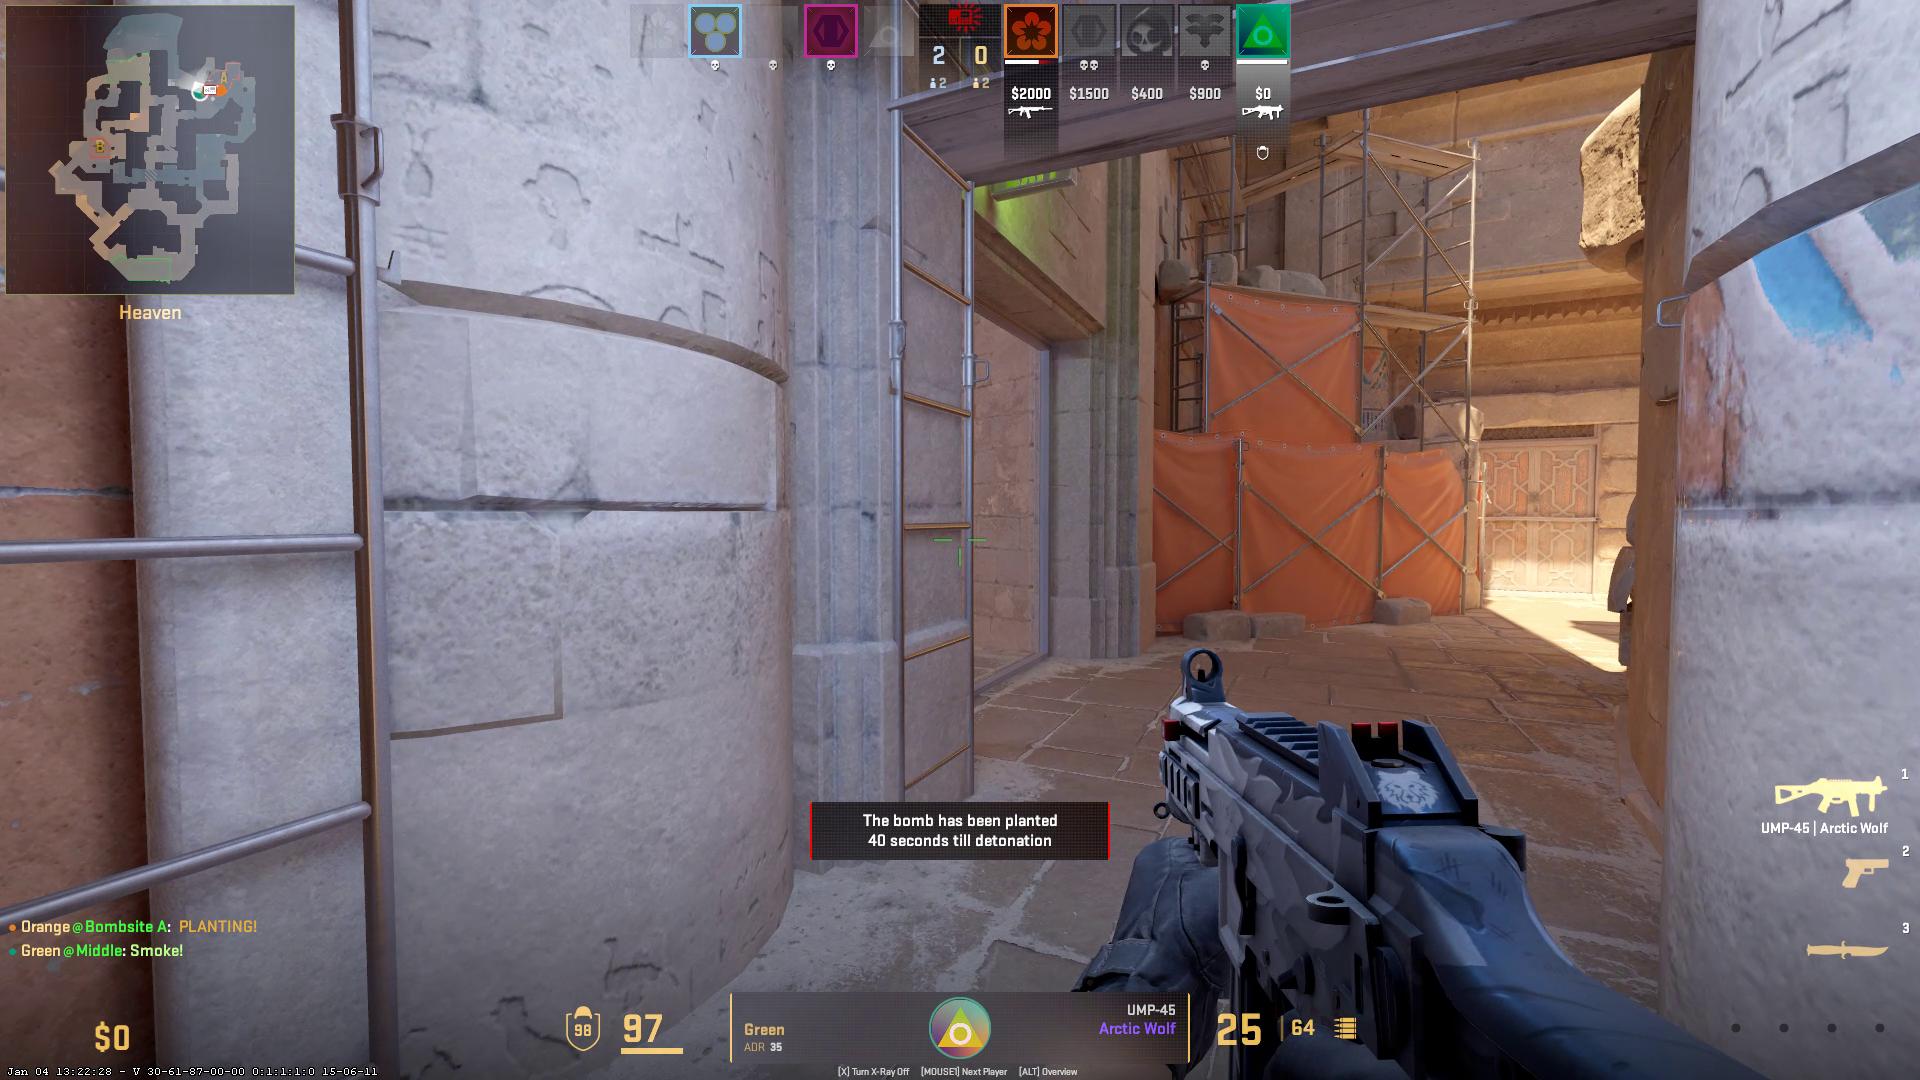 2
0
2
2
$2000
$1500
$400
$900
$0
A
B
Heaven
The bomb has been planted
40 seconds till detonation
1
UMP-45 | Arctic Wolf
2
3
Orange@Bombsite A: PLANTING!
Green@Middle: Smoke!
$0
98
97
Green
ADR 35
UMP-45
Arctic Wolf
25
64
[X] Turn X-Ray Off [MOUSE1] Next Player [ALT] Overview
Jan 04 13:22:28 - V 30-61-87-00-00 0:1:1:1:0 15-06-11